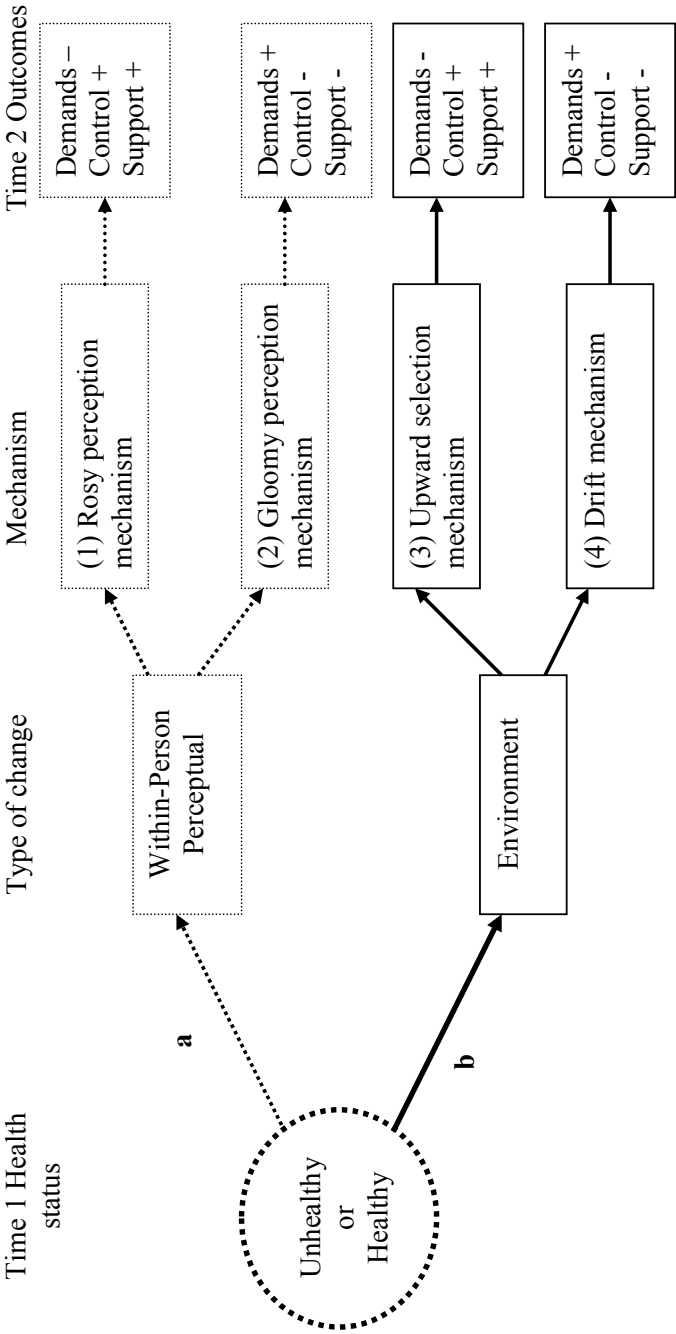 Time 1 Health
status
Type of change
Mechanism
Time 2 Outcomes
Unhealthy
or
Healthy
a
b
Within-Person
Perceptual
Environment
(1) Rosy perception
mechanism
(2) Gloomy perception
mechanism
(3) Upward selection
mechanism
(4) Drift mechanism
Demands –
Control +
Support +
Demands +
Control -
Support -
Demands -
Control +
Support +
Demands +
Control -
Support -